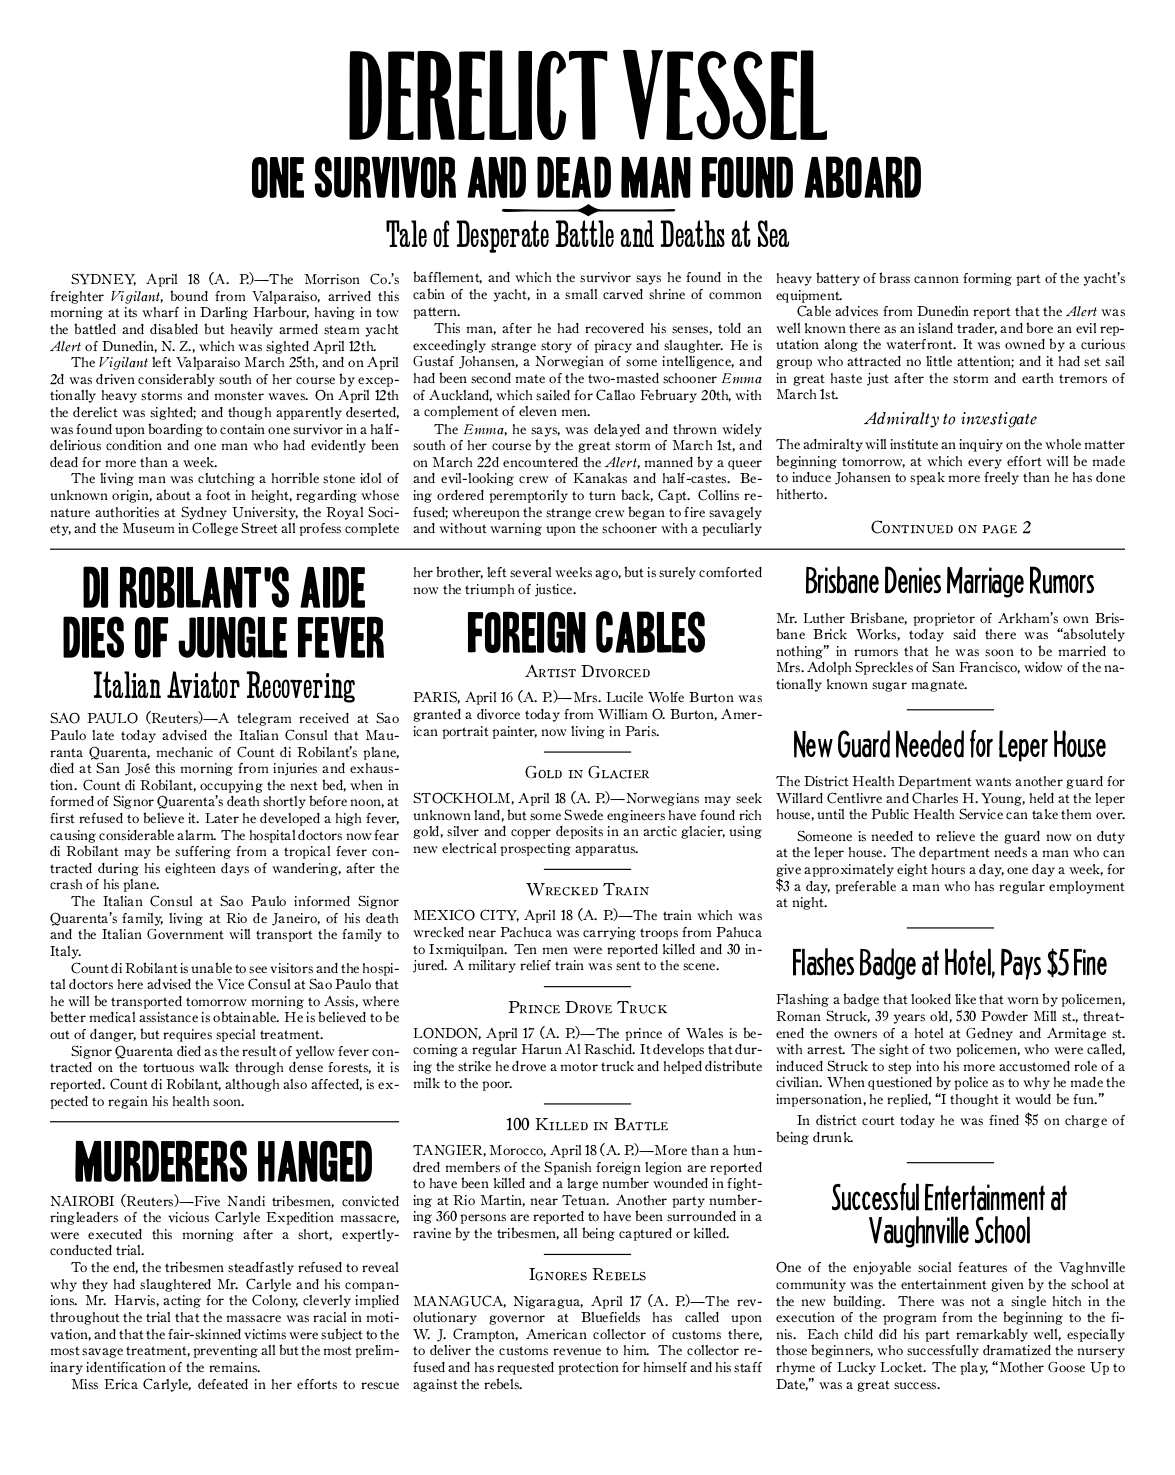 DERELICT VESSEL
ONE SURVIVOR AND DEAD MAN FOUND ABOARD
Tale of Desperate Battle and Deaths at Sea
SYDNEY, April 18 (A. P.)—The Morrison Co.'s
freighter Vigilant, bound from Valparaiso, arrived this
morning at its wharf in Darling Harbour, having in tow
the battled and disabled but heavily armed steam yacht
Alert of Dunedin, N. Z., which was sighted April 12th.
The Vigilant left Valparaiso March 25th, and on April
2d was driven considerably south of her course by excep-
tionally heavy storms and monster waves. On April 12th
the derelict was sighted; and though apparently deserted,
was found upon boarding to contain one survivor in a half-
delirious condition and one man who had evidently been
dead for more than a week.
The living man was clutching a horrible stone idol of
unknown origin, about a foot in height, regarding whose
nature authorities at Sydney University, the Royal Soci-
ety, and the Museum in College Street all profess complete
bafflement, and which the survivor says he found in the
cabin of the yacht, in a small carved shrine of common
pattern.
This man, after he had recovered his senses, told an
exceedingly strange story of piracy and slaughter. He is
Gustaf Johansen, a Norwegian of some intelligence, and
had been second mate of the two-masted schooner Emma
of Auckland, which sailed for Callao February 20th, with
a complement of eleven men.
The Emma, he says, was delayed and thrown widely
south of her course by the great storm of March 1st, and
on March 22d encountered the Alert, manned by a queer
and evil-looking crew of Kanakas and half-castes. Be-
ing ordered peremptorily to turn back, Capt. Collins re-
fused; whereupon the strange crew began to fire savagely
and without warning upon the schooner with a peculiarly
heavy battery of brass cannon forming part of the yacht's
equipment.
Cable advices from Dunedin report that the Alert was
well known there as an island trader, and bore an evil rep-
utation along the waterfront. It was owned by a curious
group who attracted no little attention; and it had set sail
in great haste just after the storm and earth tremors of
March 1st.
Admiralty to investigate
The admiralty will institute an inquiry on the whole matter
beginning tomorrow, at which every effort will be made
to induce Johansen to speak more freely than he has done
hitherto.
CONTINUED ON PAGE 2
DI ROBILANT'S AIDE
DIES OF JUNGLE FEVER
Italian Aviator Recovering
SAO PAULO (Reuters)—A telegram received at Sao
Paulo late today advised the Italian Consul that Mau-
ranta Quarenta, mechanic of Count di Robilant's plane,
died at San José this morning from injuries and exhaus-
tion. Count di Robilant, occupying the next bed, when in
formed of Signor Quarenta's death shortly before noon, at
first refused to believe it. Later he developed a high fever,
causing considerable alarm. The hospital doctors now fear
di Robilant may be suffering from a tropical fever con-
tracted during his eighteen days of wandering, after the
crash of his plane.
The Italian Consul at Sao Paulo informed Signor
Quarenta's family, living at Rio de Janeiro, of his death
and the Italian Government will transport the family to
Italy.
Count di Robilant is unable to see visitors and the hospi-
tal doctors here advised the Vice Consul at Sao Paulo that
he will be transported tomorrow morning to Assis, where
better medical assistance is obtainable. He is believed to be
out of danger, but requires special treatment.
Signor Quarenta died as the result of yellow fever con-
tracted on the tortuous walk through dense forests, it is
reported. Count di Robilant, although also affected, is ex-
pected to regain his health soon.
MURDERERS HANGED
NAIROBI (Reuters)—Five Nandi tribesmen, convicted
ringleaders of the vicious Carlyle Expedition massacre,
were executed this morning after a short, expertly-
conducted trial.
To the end, the tribesmen steadfastly refused to reveal
why they had slaughtered Mr. Carlyle and his compan-
ions. Mr. Harvis, acting for the Colony, cleverly implied
throughout the trial that the massacre was racial in moti-
vation, and that the fair-skinned victims were subject to the
most savage treatment, preventing all but the most prelim-
inary identification of the remains.
Miss Erica Carlyle, defeated in her efforts to rescue
her brother, left several weeks ago, but is surely comforted
now the triumph of justice.
FOREIGN CABLES
ARTIST DIVORCED
PARIS, April 16 (A. P.)—Mrs. Lucile Wolfe Burton was
granted a divorce today from William O. Burton, Amer-
ican portrait painter, now living in Paris.
GOLD IN GLACIER
STOCKHOLM, April 18 (A. P.)—Norwegians may seek
unknown land, but some Swede engineers have found rich
gold, silver and copper deposits in an arctic glacier, using
new electrical prospecting apparatus.
WRECKED TRAIN
MEXICO CITY, April 18 (A. P.)—The train which was
wrecked near Pachuca was carrying troops from Pahuca
to Ixmiquilpan. Ten men were reported killed and 30 in-
jured. A military relief train was sent to the scene.
PRINCE DROVE TRUCK
LONDON, April 17 (A. P.)—The prince of Wales is be-
coming a regular Harun Al Raschid. It develops that dur-
ing the strike he drove a motor truck and helped distribute
milk to the poor.
100 KILLED IN BATTLE
TANGIER, Morocco, April 18 (A. P.)—More than a hun-
dred members of the Spanish foreign legion are reported
to have been killed and a large number wounded in fight-
ing at Rio Martin, near Tetuan. Another party number-
ing 360 persons are reported to have been surrounded in a
ravine by the tribesmen, all being captured or killed.
IGNORES REBELS
MANAGUCA, Nigaragua, April 17 (A. P.)—The rev-
olutionary governor at Bluefields has called upon
W. J. Crampton, American collector of customs there,
to deliver the customs revenue to him. The collector re-
fused and has requested protection for himself and his staff
against the rebels.
Brisbane Denies Marriage Rumors
Mr. Luther Brisbane, proprietor of Arkham's own Bris-
bane Brick Works, today said there was “absolutely
nothing” in rumors that he was soon to be married to
Mrs. Adolph Spreckles of San Francisco, widow of the na-
tionally known sugar magnate.
New Guard Needed for Leper House
The District Health Department wants another guard for
Willard Centlivre and Charles H. Young, held at the leper
house, until the Public Health Service can take them over.
Someone is needed to relieve the guard now on duty
at the leper house. The department needs a man who can
give approximately eight hours a day, one day a week, for
$3 a day, preferable a man who has regular employment
at night.
Flashes Badge at Hotel, Pays $5 Fine
Flashing a badge that looked like that worn by policemen,
Roman Struck, 39 years old, 530 Powder Mill st., threat-
ened the owners of a hotel at Gedney and Armitage st.
with arrest. The sight of two policemen, who were called,
induced Struck to step into his more accustomed role of a
civilian. When questioned by police as to why he made the
impersonation, he replied, “I thought it would be fun.”
In district court today he was fined $5 on charge of
being drunk.
Successful Entertainment at
Vaughnville School
One of the enjoyable social features of the Vaghnville
community was the entertainment given by the school at
the new building. There was not a single hitch in the
execution of the program from the beginning to the fi-
nis. Each child did his part remarkably well, especially
those beginners, who successfully dramatized the nursery
rhyme of Lucky Locket. The play, “Mother Goose Up to
Date,” was a great success.